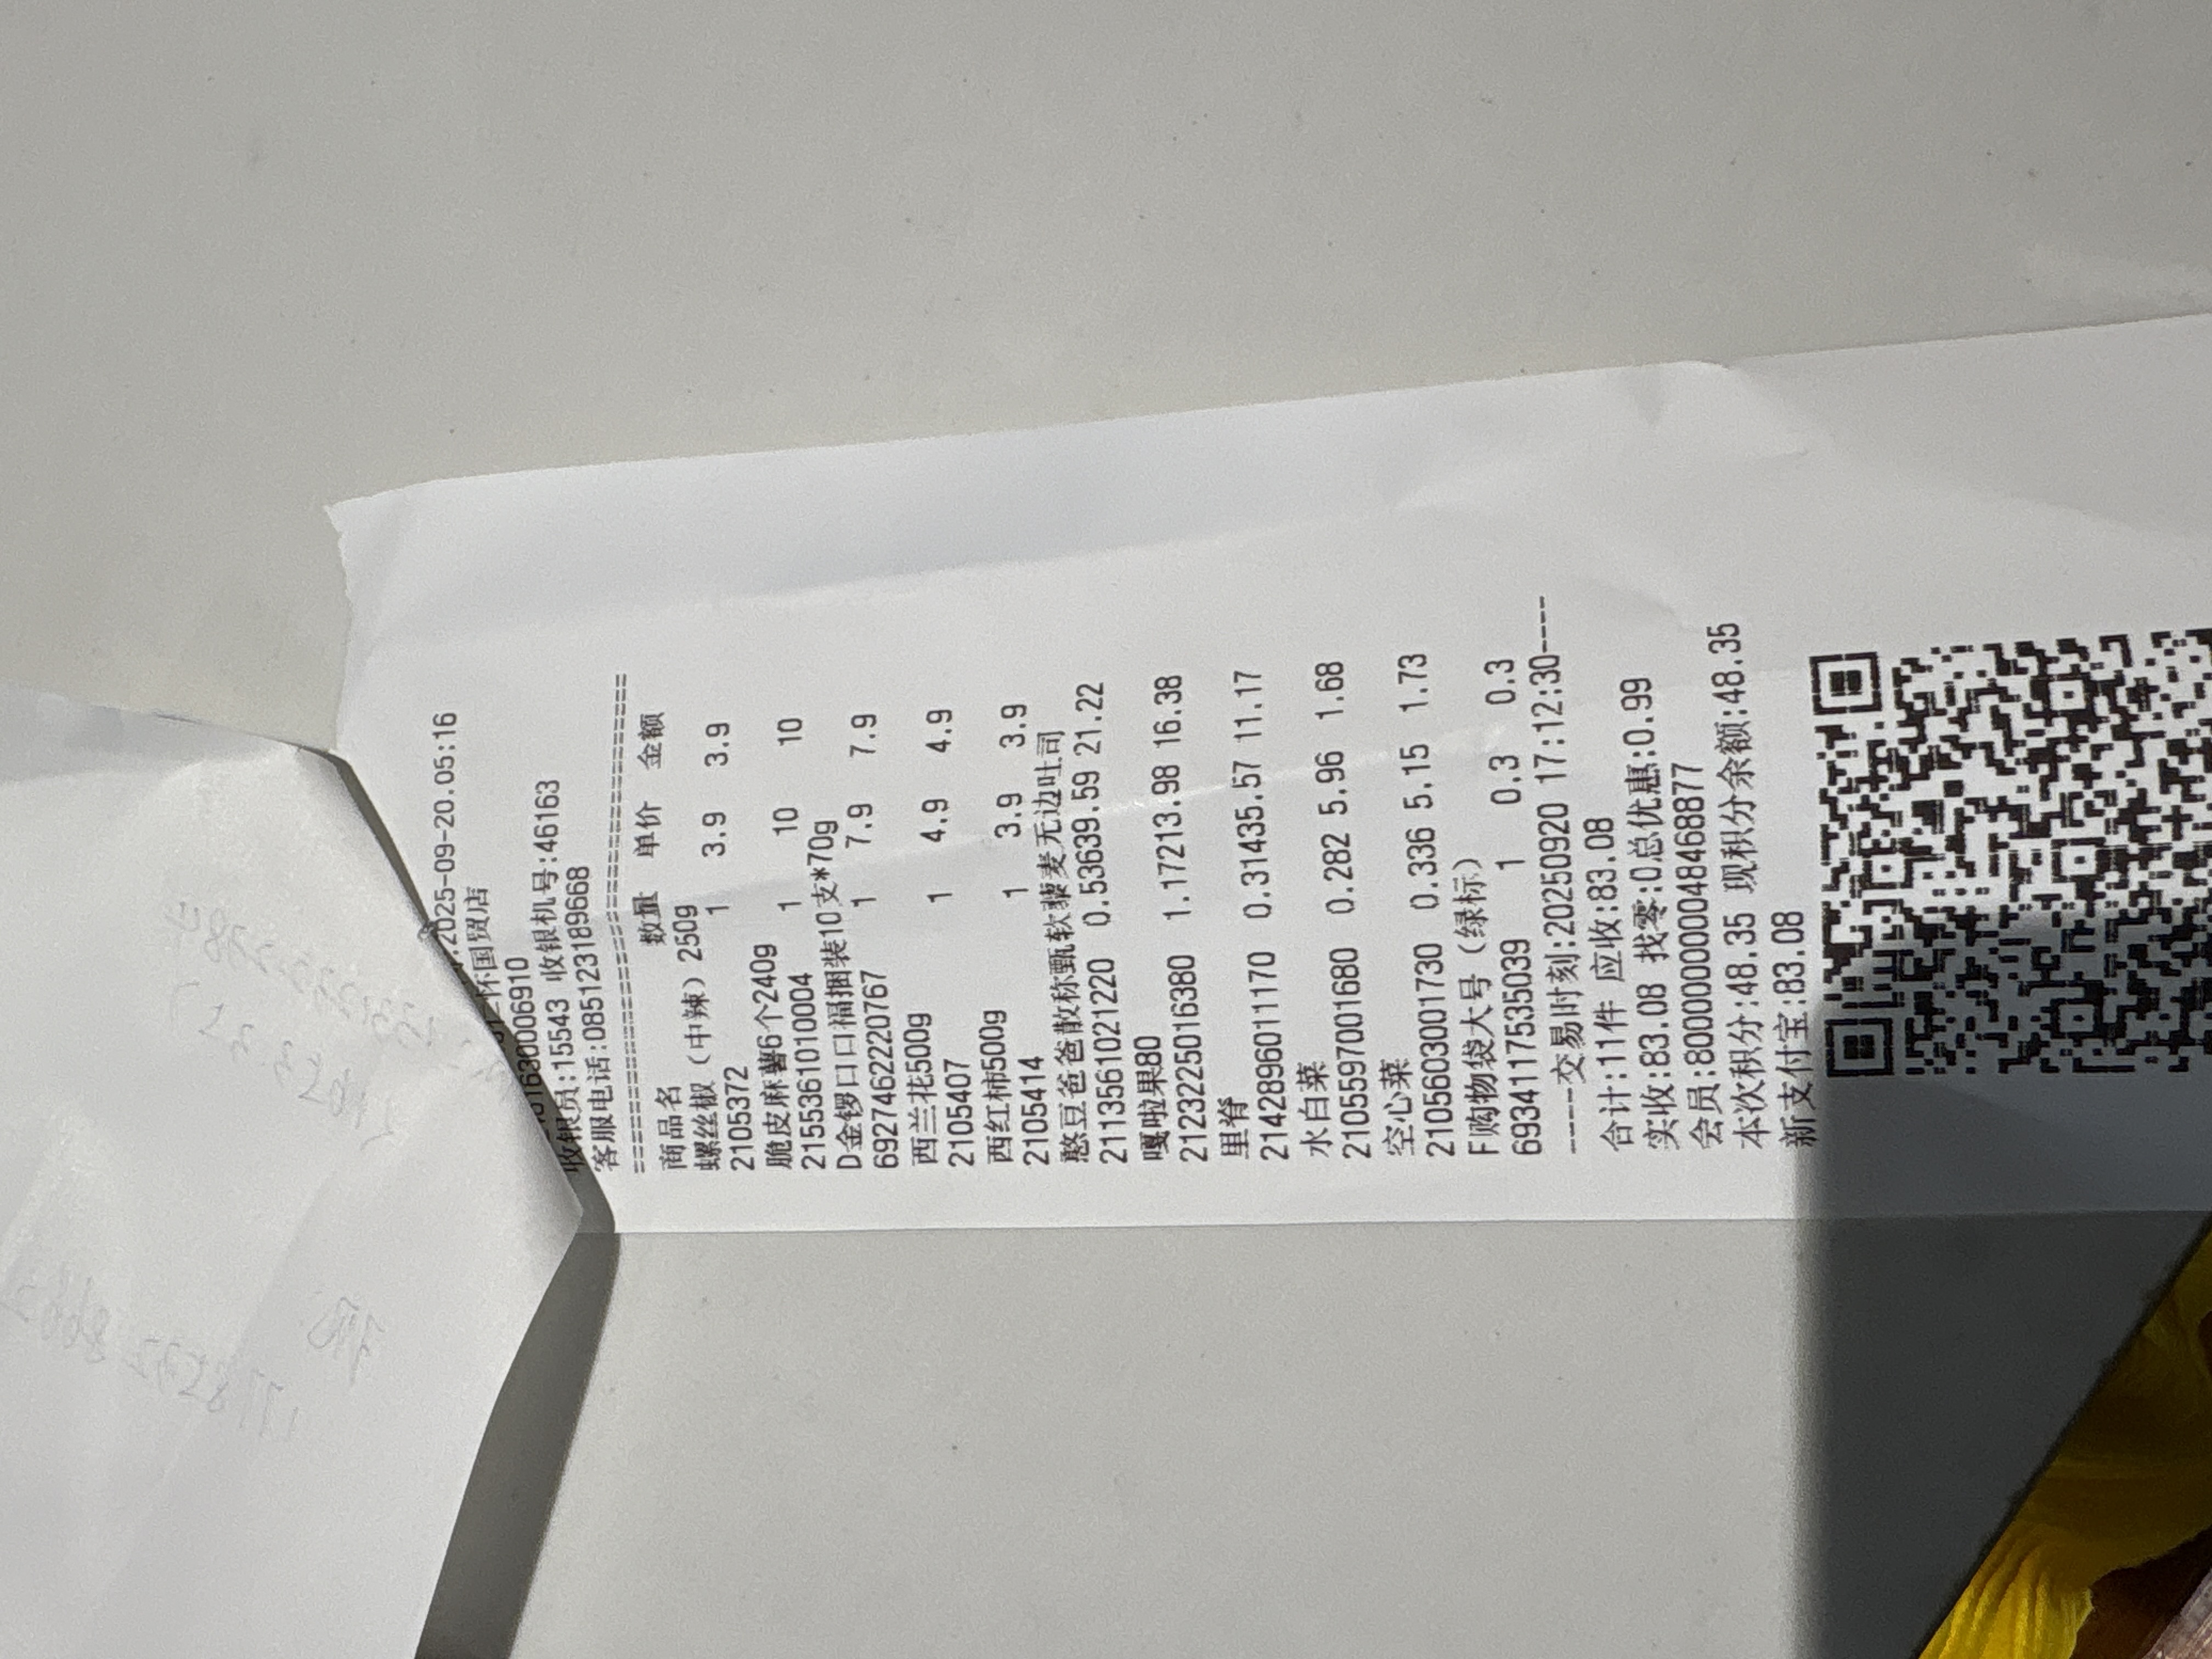 2025-09-20.05:16
怀国贸店
1630006910
收银员:15543 收银机号:46163
客服电话:085123189668
================================
商品名 数量 单价 金额
螺丝椒（中辣）250g
2105372 1 3.9 3.9
脆皮麻薯6个240g
2155361010004 1 10 10
D金锣口口福捆装10支*70g
6927462220767 1 7.9 7.9
西兰花500g
2105407 1 4.9 4.9
西红柿500g
2105414 1 3.9 3.9
憨豆爸爸散称甄软藜麦无边吐司
2113561021220 0.53639.59 21.22
嘎啦果80
2123225016380 1.17213.98 16.38
里脊
2142896011170 0.31435.57 11.17
水白菜
2105597001680 0.282 5.96 1.68
空心菜
2105603001730 0.336 5.15 1.73
F购物袋大号（绿标）
6934117535039 1 0.3 0.3
----交易时刻:20250920 17:12:30----
合计:11件 应收:83.08
实收:83.08 找零:0总优惠:0.99
会员:8000000004846B877
本次积分:48.35 现积分余额:48.35
新支付宝:83.08